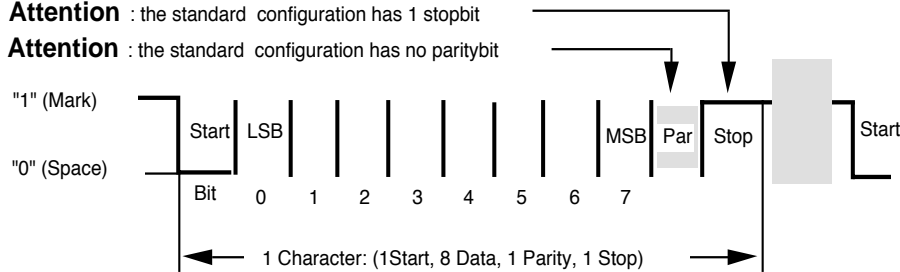 Attention : the standard configuration has 1 stopbit
Attention : the standard configuration has no paritybit
"1" (Mark)
Start LSB MSB Par Stop Start
"0" (Space)
Bit 0 1 2 3 4 5 6 7
1 Character: (1Start, 8 Data, 1 Parity, 1 Stop)